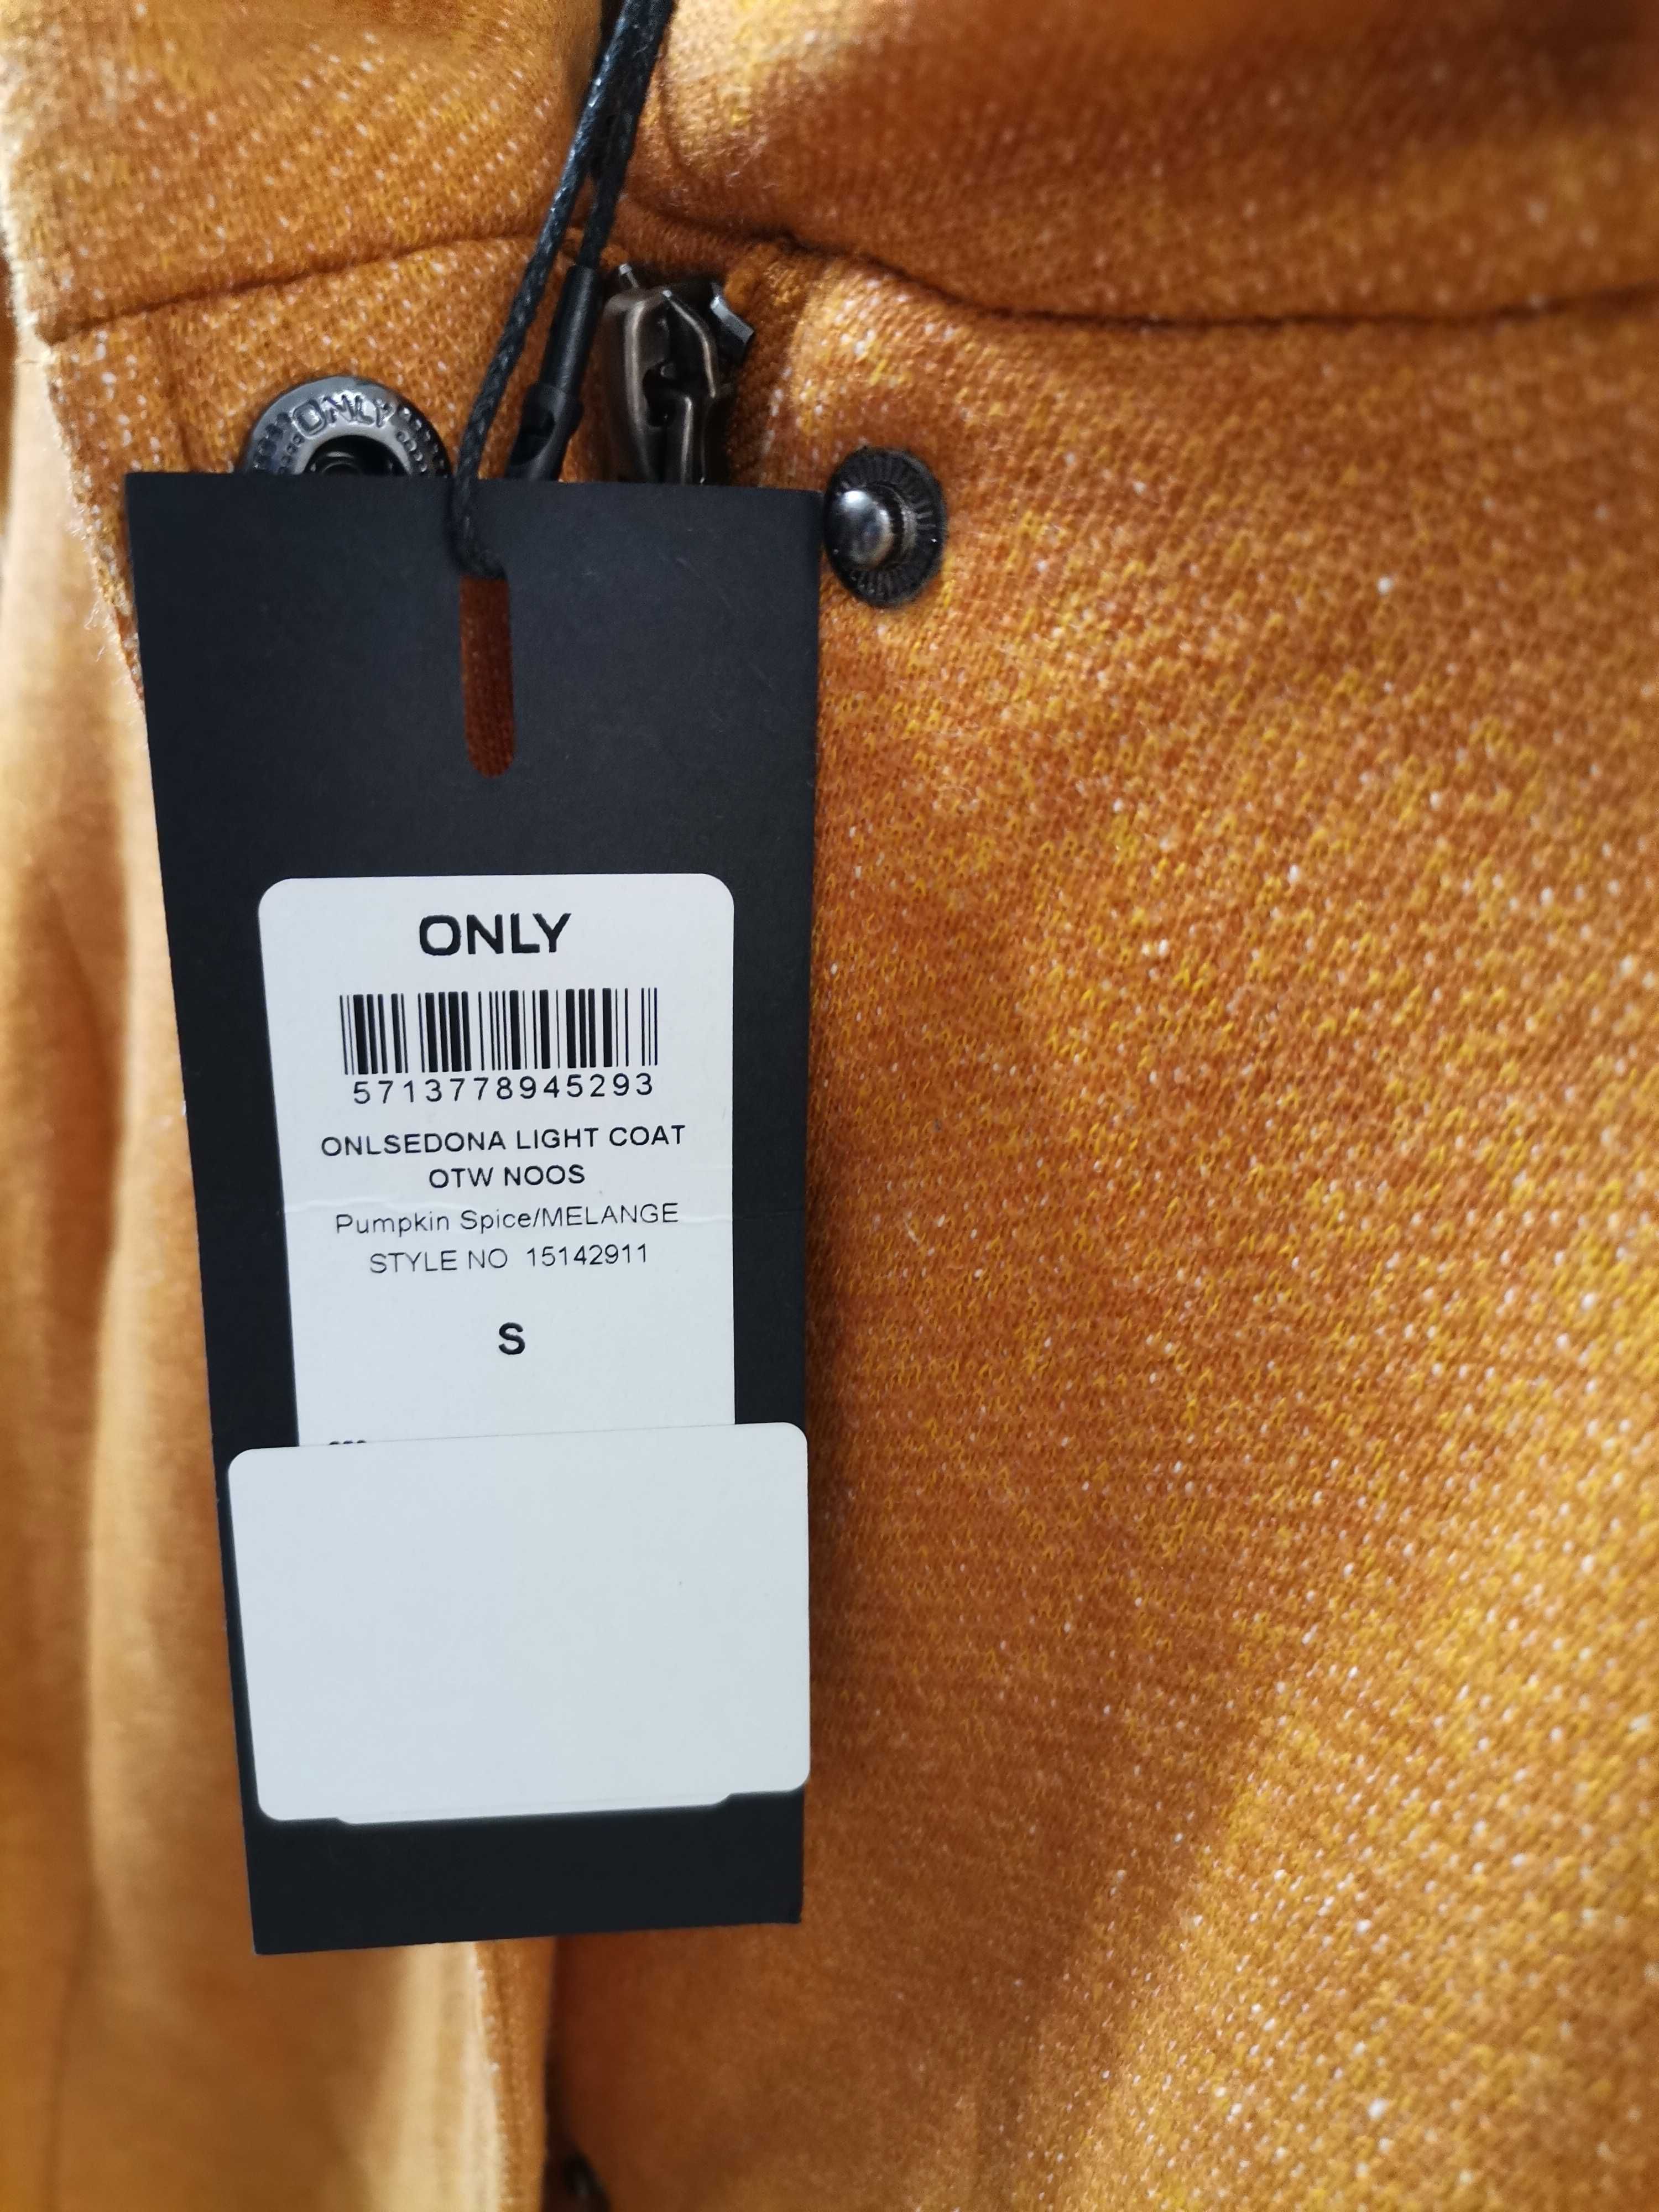 ONLY
ONLY
5713778945293
ONLSEDONA LIGHT COAT
OTW NOOS
Pumpkin Spice/MELANGE
STYLE NO 15142911
S